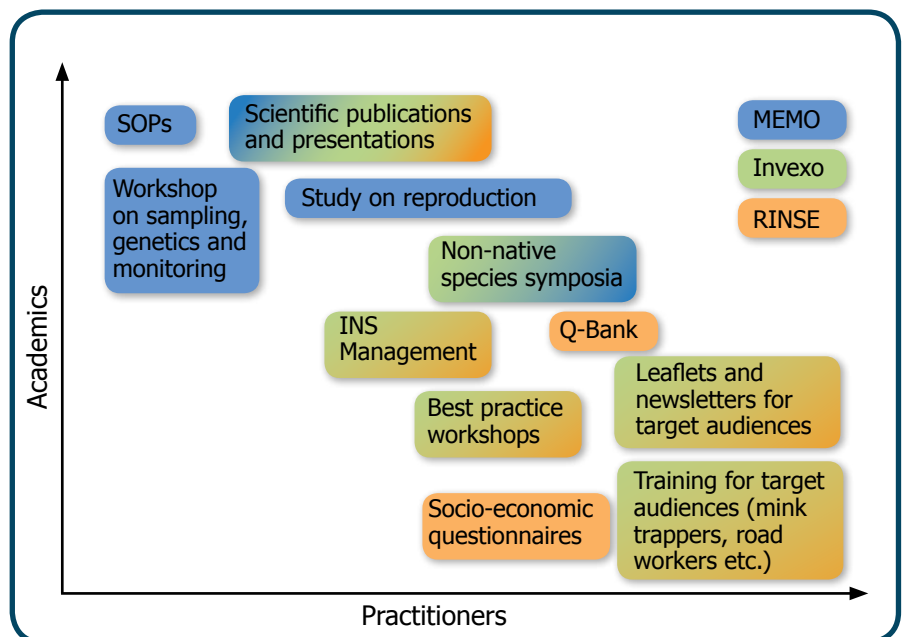 SOPs
Scientific publications
and presentations
MEMO
Invexo
RINSE
Workshop
on sampling,
genetics and
monitoring
Study on reproduction
Non-native
species symposia
INS
Management
Q-Bank
Leaflets and
newsletters for
target audiences
Best practice
workshops
Socio-economic
questionnaires
Training for target
audiences (mink
trappers, road
workers etc.)
Academics
Practitioners